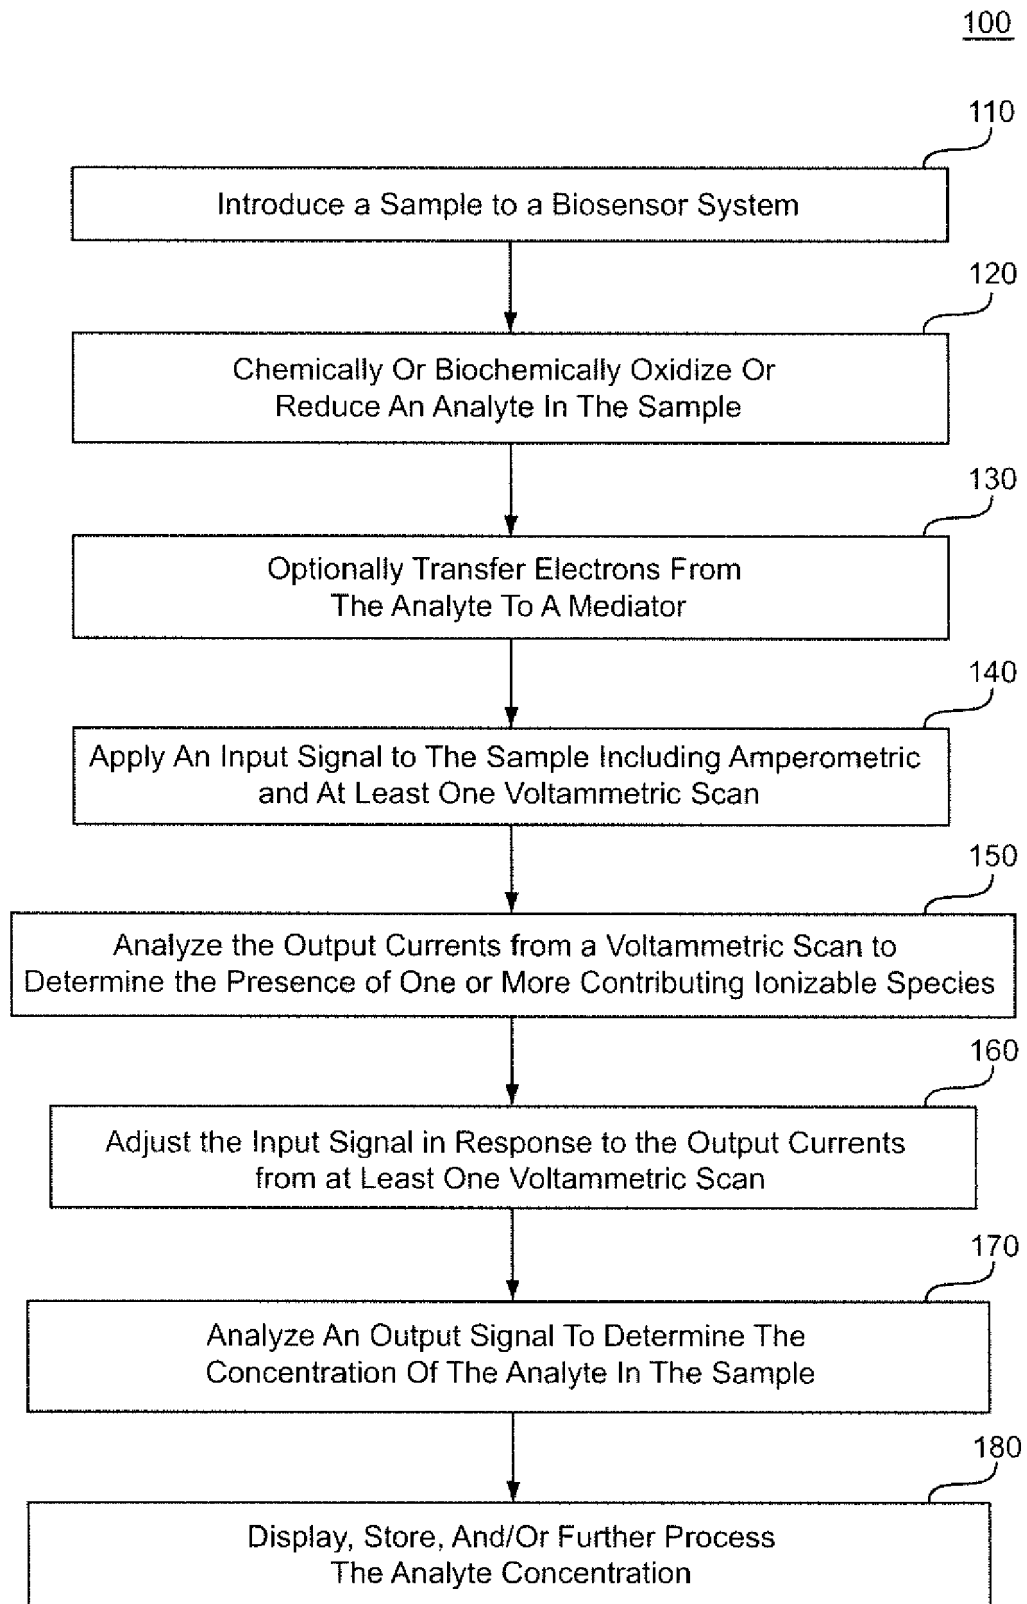 100
110
Introduce a Sample to a Biosensor System
120
Chemically Or Biochemically Oxidize Or
Reduce An Analyte In The Sample
130
Optionally Transfer Electrons From
The Analyte To A Mediator
140
Apply An Input Signal to The Sample Including Amperometric
and At Least One Voltammetric Scan
150
Analyze the Output Currents from a Voltammetric Scan to
Determine the Presence of One or More Contributing Ionizable Species
160
Adjust the Input Signal in Response to the Output Currents
from at Least One Voltammetric Scan
170
Analyze An Output Signal To Determine The
Concentration Of The Analyte In The Sample
180
Display, Store, And/Or Further Process
The Analyte Concentration